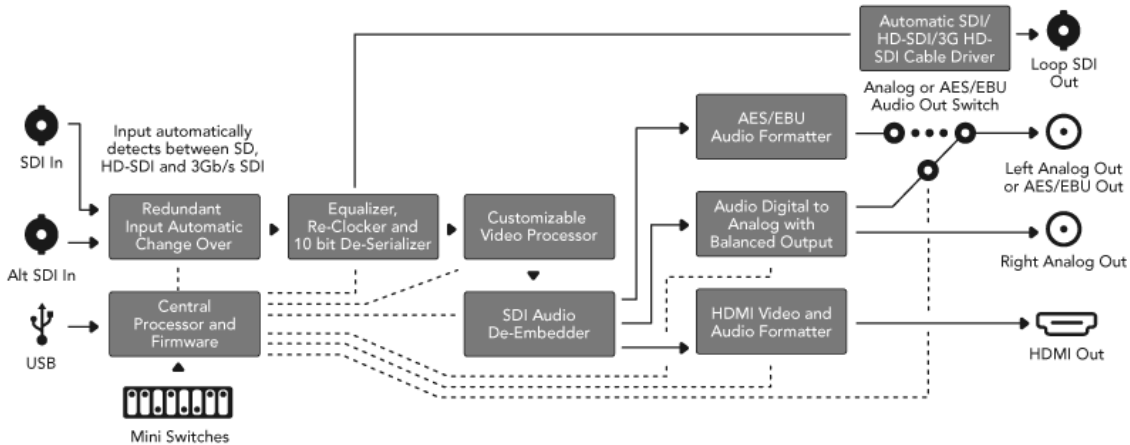 Automatic SDI/
HD-SDI/3G HD-
SDI Cable Driver
Loop SDI
Out
Analog or AES/EBU
Audio Out Switch
SDI In
Input automatically
detects between SD,
HD-SDI and 3Gb/s SDI
AES/EBU
Audio Formatter
Left Analog Out
or AES/EBU Out
Alt SDI In
Redundant
Input Automatic
Change Over
Equalizer,
Re-Clocker and
10 bit De-Serializer
Customizable
Video Processor
Audio Digital to
Analog with
Balanced Output
Right Analog Out
USB
Central
Processor and
Firmware
SDI Audio
De-Embedder
HDMI Video and
Audio Formatter
HDMI Out
Mini Switches